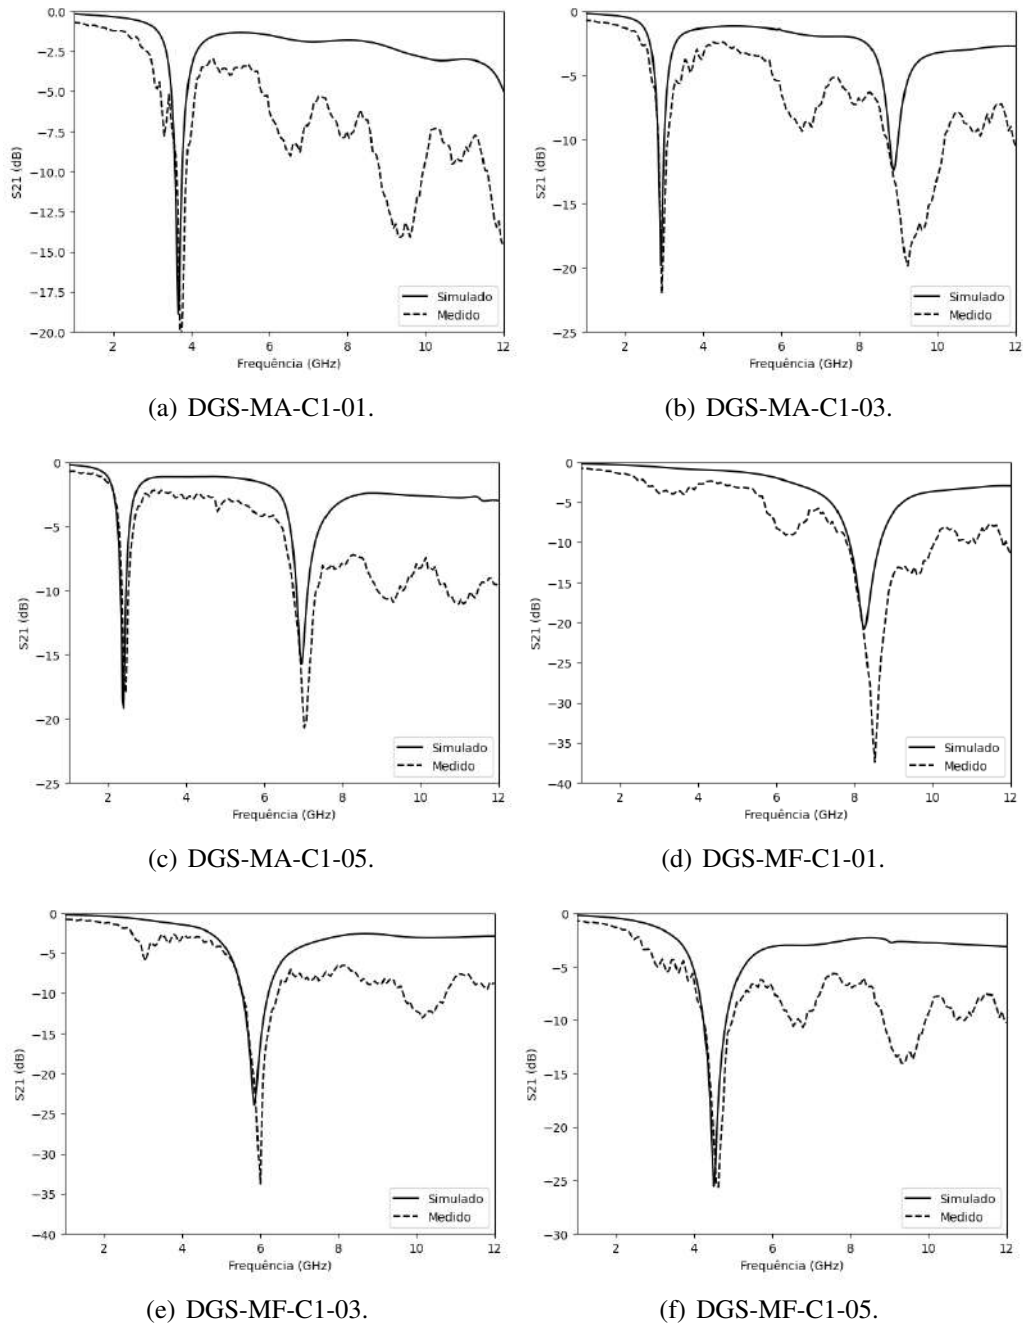 0.0
−2.5
−5.0
−7.5
−10.0
−12.5
−15.0
−17.5
−20.0
S21 (dB)
2 4 6 8 10 12
Frequência (GHz)
Simulado
Medido
(a) DGS-MA-C1-01.
0
−5
−10
−15
−20
−25
S21 (dB)
2 4 6 8 10 12
Frequência (GHz)
Simulado
Medido
(b) DGS-MA-C1-03.
0
−5
−10
−15
−20
−25
S21 (dB)
2 4 6 8 10 12
Frequência (GHz)
Simulado
Medido
(c) DGS-MA-C1-05.
0
−5
−10
−15
−20
−25
−30
−35
−40
S21 (dB)
2 4 6 8 10 12
Frequência (GHz)
Simulado
Medido
(d) DGS-MF-C1-01.
0
−5
−10
−15
−20
−25
−30
−35
−40
S21 (dB)
2 4 6 8 10 12
Frequência (GHz)
Simulado
Medido
(e) DGS-MF-C1-03.
0
−5
−10
−15
−20
−25
−30
S21 (dB)
2 4 6 8 10 12
Frequência (GHz)
Simulado
Medido
(f) DGS-MF-C1-05.